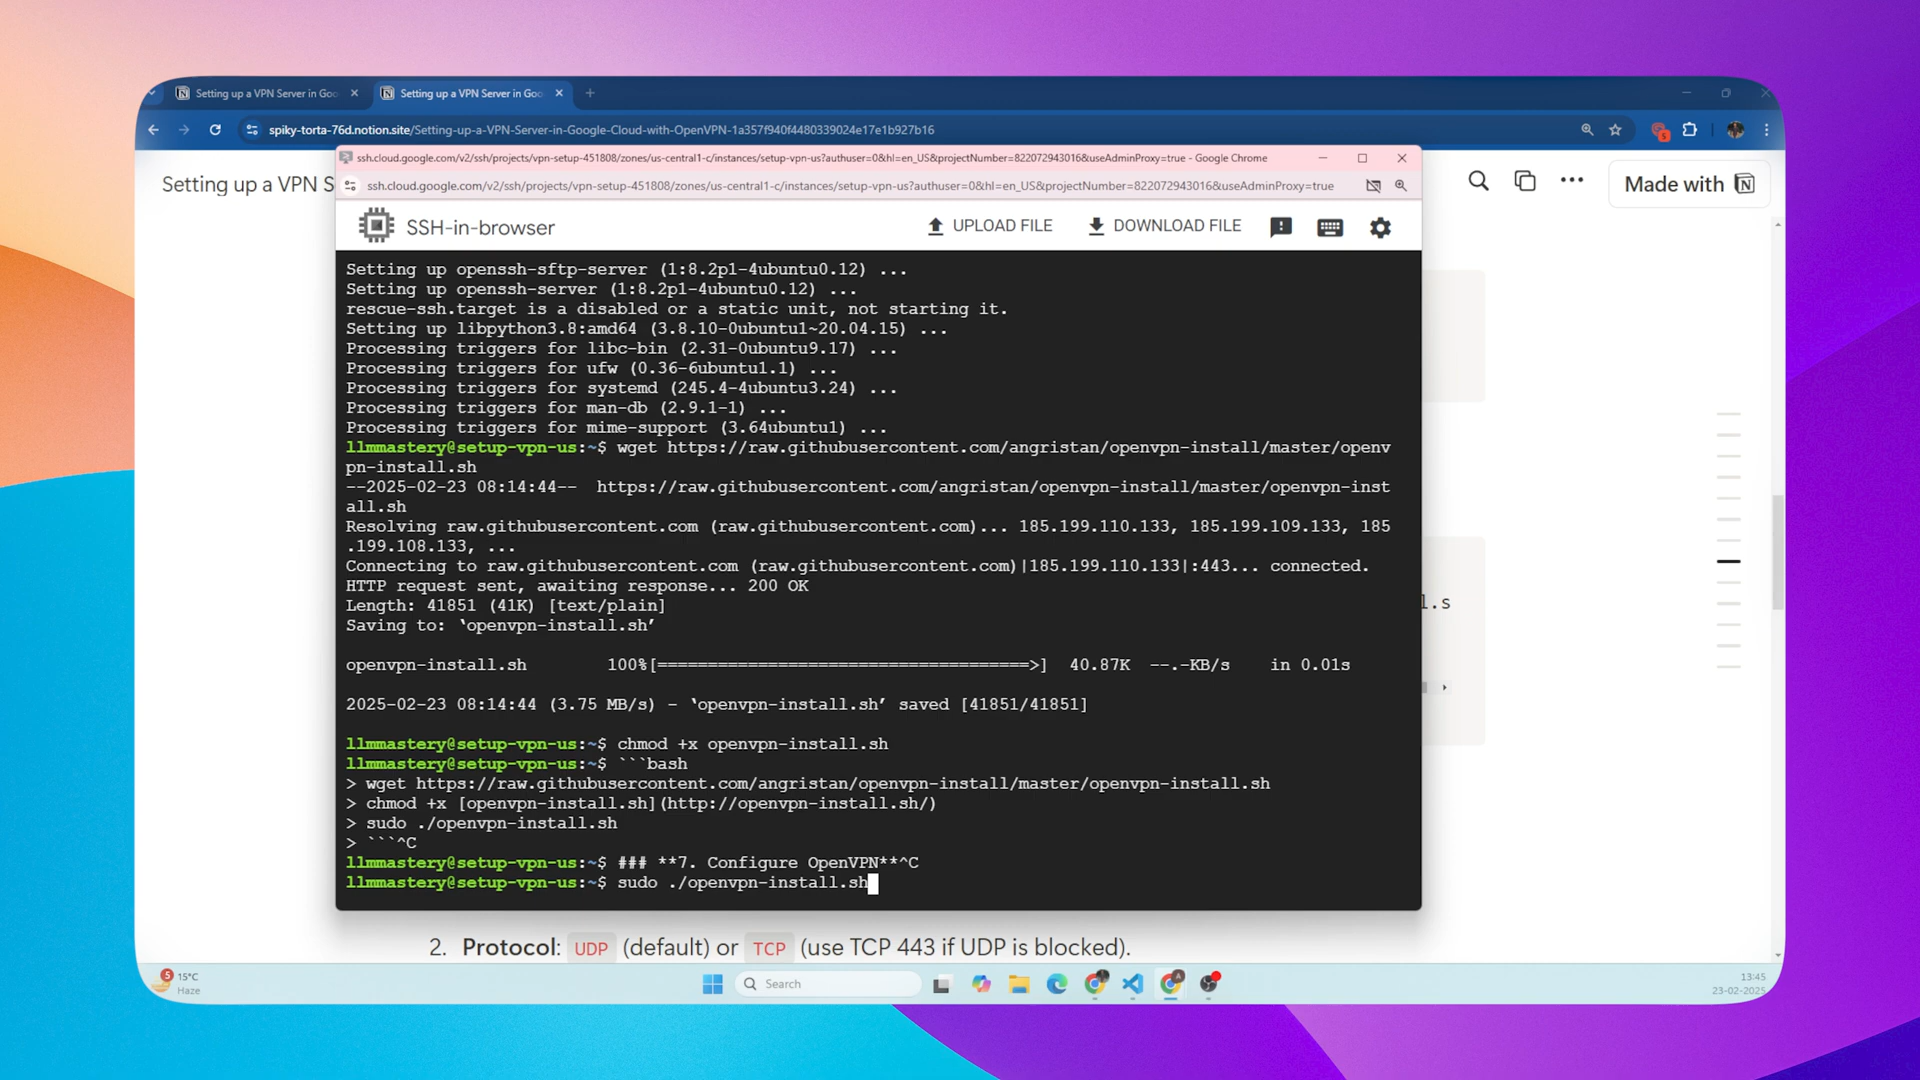 Setting up a VPN Server in Goo
Setting up a VPN Server in Goo
spiky-torta-76d.notion.site/Setting-up-a-VPN-Server-in-Google-Cloud-with-OpenVPN-1a357f940f4480339024e17e1b927b16
ssh.cloud.google.com/v2/ssh/projects/vpn-setup-451808/zones/us-central1-c/instances/setup-vpn-us?authuser=0&hl=en_US&projectNumber=822072943016&useAdminProxy=true - Google Chrome
Setting up a VPN S
ssh.cloud.google.com/v2/ssh/projects/vpn-setup-451808/zones/us-central1-c/instances/setup-vpn-us?authuser=0&hl=en_US&projectNumber=822072943016&useAdminProxy=true
Made with
SSH-in-browser
UPLOAD FILE
DOWNLOAD FILE
Setting up openssh-sftp-server (1:8.2p1-4ubuntu0.12) ...
Setting up openssh-server (1:8.2p1-4ubuntu0.12) ...
rescue-ssh.target is a disabled or a static unit, not starting it.
Setting up libpython3.8:amd64 (3.8.10-0ubuntu1~20.04.15) ...
Processing triggers for libc-bin (2.31-0ubuntu9.17) ...
Processing triggers for ufw (0.36-6ubuntu1.1) ...
Processing triggers for systemd (245.4-4ubuntu3.24) ...
Processing triggers for man-db (2.9.1-1) ...
Processing triggers for mime-support (3.64ubuntu1) ...
llmmastery@setup-vpn-us:~$ wget https://raw.githubusercontent.com/angristan/openvpn-install/master/openv
pn-install.sh
--2025-02-23 08:14:44--  https://raw.githubusercontent.com/angristan/openvpn-install/master/openvpn-inst
all.sh
Resolving raw.githubusercontent.com (raw.githubusercontent.com)... 185.199.110.133, 185.199.109.133, 185
.199.108.133, ...
Connecting to raw.githubusercontent.com (raw.githubusercontent.com)|185.199.110.133|:443... connected.
HTTP request sent, awaiting response... 200 OK
Length: 41851 (41K) [text/plain]
Saving to: ‘openvpn-install.sh’
openvpn-install.sh 100%[=====================================>] 40.87K --.-KB/s in 0.01s
2025-02-23 08:14:44 (3.75 MB/s) - ‘openvpn-install.sh’ saved [41851/41851]
llmmastery@setup-vpn-us:~$ chmod +x openvpn-install.sh
llmmastery@setup-vpn-us:~$ ```bash
> wget https://raw.githubusercontent.com/angristan/openvpn-install/master/openvpn-install.sh
> chmod +x [openvpn-install.sh](http://openvpn-install.sh/)
> sudo ./openvpn-install.sh
> ```^C
llmmastery@setup-vpn-us:~$ ### **7. Configure OpenVPN**^C
llmmastery@setup-vpn-us:~$ sudo ./openvpn-install.sh
l.s
2. Protocol: UDP (default) or TCP (use TCP 443 if UDP is blocked).
5
15°C
Haze
Search
13:45
23-02-2025